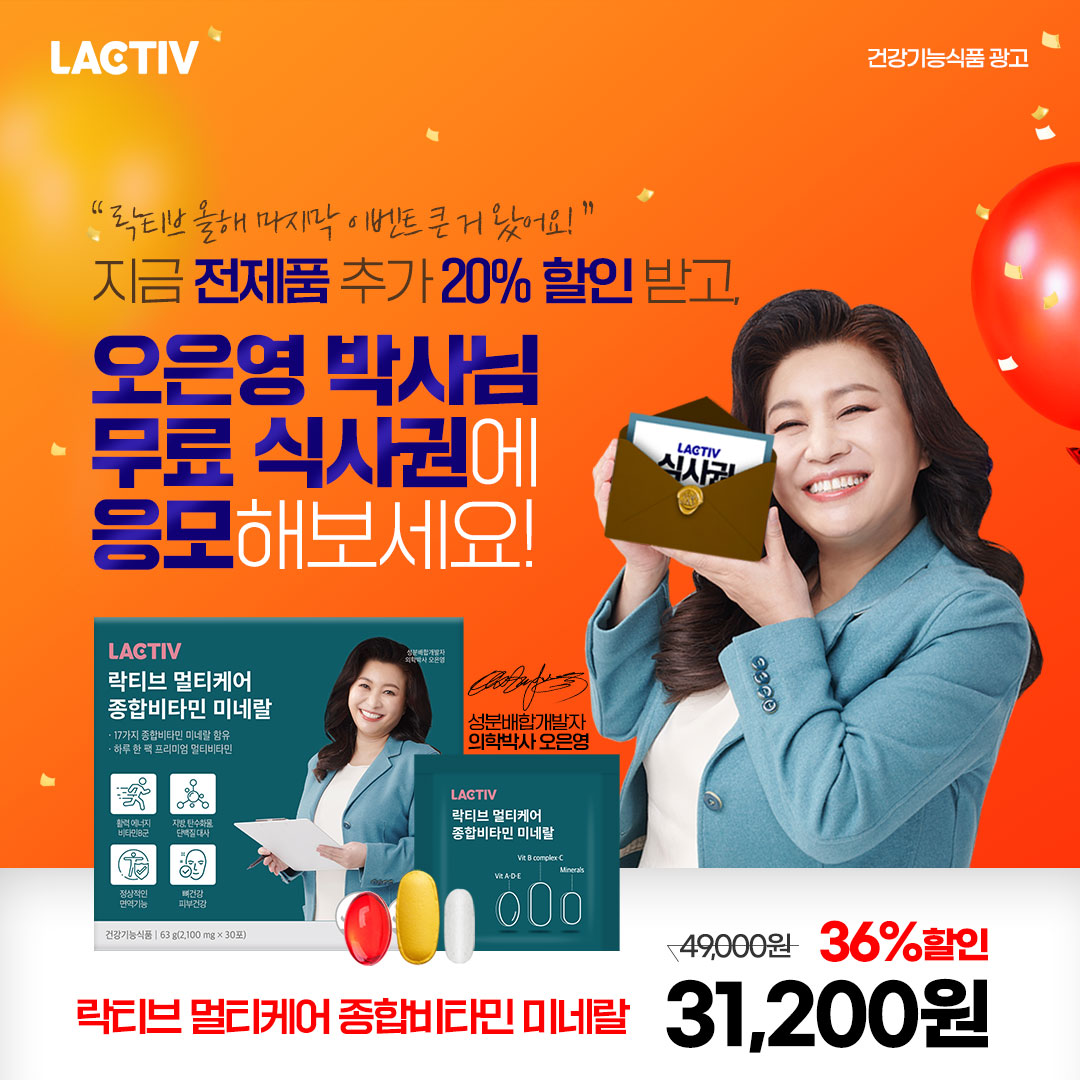 LACTIV
건강기능식품 광고
“락티브 올해 마지막 이벤트 큰 거 왔어요!”
지금 전제품 추가 20% 할인 받고,
오은영 박사님
무료 식사권에
응모해보세요!
LACTIV
식사권
LACTIV
성분배합개발자
의학박사 오은영
락티브 멀티케어
종합비타민 미네랄
· 17가지 종합비타민 미네랄 함유
· 하루 한 팩 프리미엄 멀티비타민
활력 에너지
비타민B군
지방, 탄수화물,
단백질 대사
정상적인
면역기능
뼈건강
피부건강
건강기능식품 | 63 g(2,100 mg × 30포)
성분배합개발자
의학박사 오은영
LACTIV
락티브 멀티케어
종합비타민 미네랄
Vit B complex·C
Vit A·D·E
Minerals
49,000원 36%할인
락티브 멀티케어 종합비타민 미네랄
31,200원